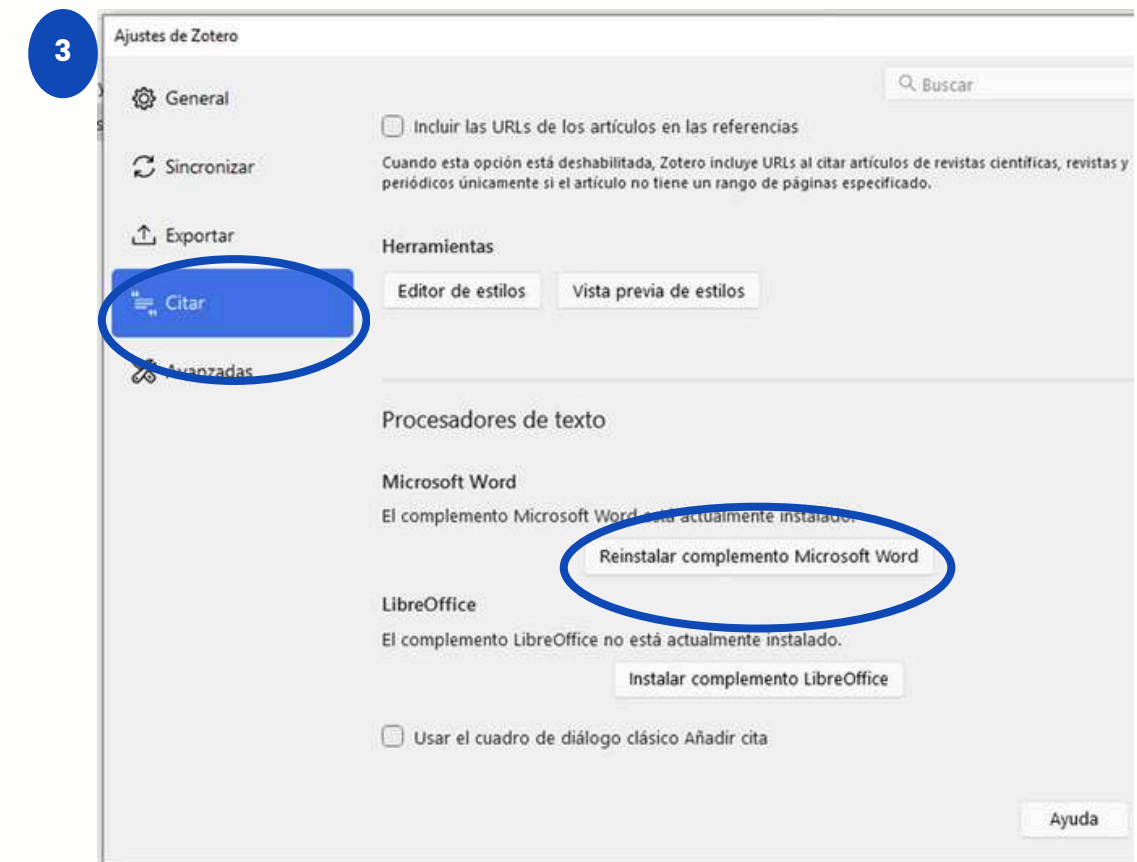 3
Ajustes de Zotero
General
Buscar
Incluir las URLs de los artículos en las referencias
Sincronizar
Cuando esta opción está deshabilitada, Zotero incluye URLs al citar artículos de revistas científicas, revistas y
periódicos únicamente si el artículo no tiene un rango de páginas especificado.
Exportar
Herramientas
Editor de estilos
Vista previa de estilos
Citar
Avanzadas
Procesadores de texto
Microsoft Word
El complemento Microsoft Word está actualmente instalado.
Reinstalar complemento Microsoft Word
LibreOffice
El complemento LibreOffice no está actualmente instalado.
Instalar complemento LibreOffice
Usar el cuadro de diálogo clásico Añadir cita
Ayuda